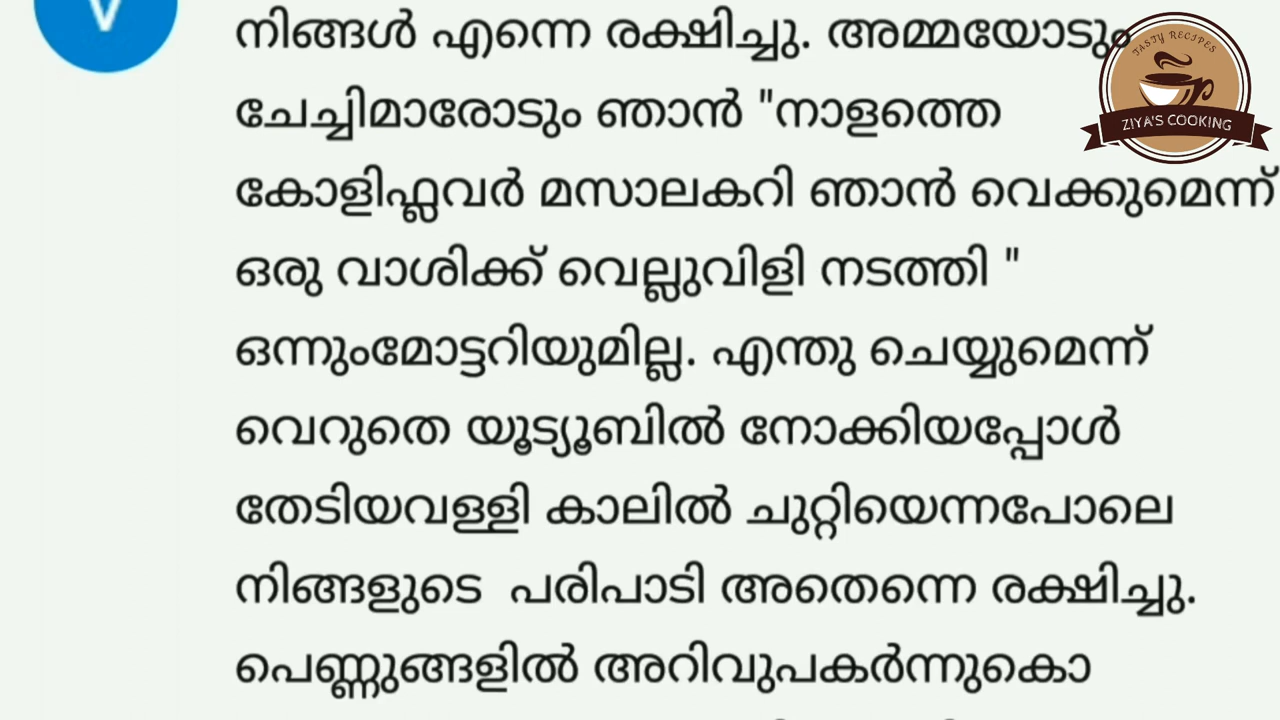 V
നിങ്ങൾ എന്നെ രക്ഷിച്ചു. അമ്മയോടും
TASTY RECIPES
ZIYA'S COOKING
ചേച്ചിമാരോടും ഞാൻ "നാളത്തെ
കോളിഫ്ലവർ മസാലകറി ഞാൻ വെക്കുമെന്ന്
ഒരു വാശിക്ക് വെല്ലുവിളി നടത്തി "
ഒന്നുംമോട്ടറിയുമില്ല. എന്തു ചെയ്യുമെന്ന്
വെറുതെ യൂട്യൂബിൽ നോക്കിയപ്പോൾ
തേടിയവള്ളി കാലിൽ ചുറ്റിയെന്നപോലെ
നിങ്ങളുടെ പരിപാടി അതെന്നെ രക്ഷിച്ചു.
പെണ്ണുങ്ങളിൽ അറിവുപകർന്നുകൊ